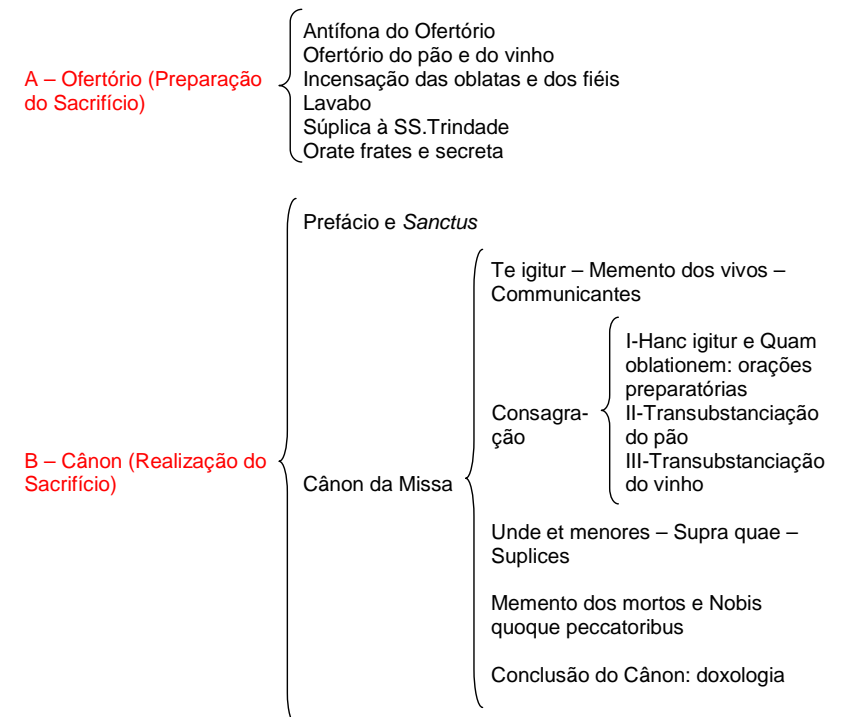 A – Ofertório (Preparação
do Sacrifício)
Antífona do Ofertório
Ofertório do pão e do vinho
Incensação das oblatas e dos fiéis
Lavabo
Súplica à SS.Trindade
Orate frates e secreta
B – Cânon (Realização do
Sacrifício)
Prefácio e Sanctus
Cânon da Missa
Te igitur – Memento dos vivos –
Communicantes
Consagra-
ção
I-Hanc igitur e Quam
oblationem: orações
preparatórias
II-Transubstanciação
do pão
III-Transubstanciação
do vinho
Unde et menores – Supra quae –
Suplices
Memento dos mortos e Nobis
quoque peccatoribus
Conclusão do Cânon: doxologia